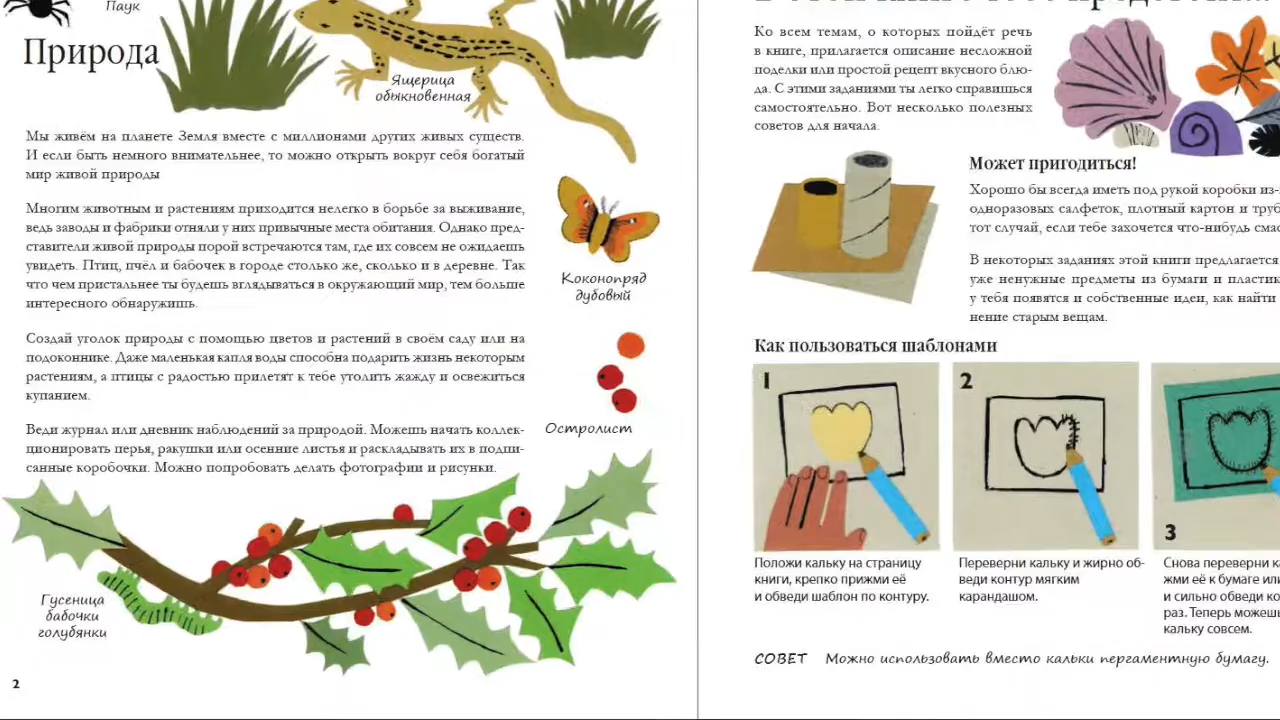 Паук
Природа
Ящерица
обыкновенная
Мы живём на планете Земля вместе с миллионами других живых существ.
И если быть немного внимательнее, то можно открыть вокруг себя богатый
мир живой природы
Многим животным и растениям приходится нелегко в борьбе за выживание,
ведь заводы и фабрики отняли у них привычные места обитания. Однако пред-
ставители живой природы порой встречаются там, где их совсем не ожидаешь
увидеть. Птиц, пчёл и бабочек в городе столько же, сколько и в деревне. Так
что чем пристальнее ты будешь вглядываться в окружающий мир, тем больше
интересного обнаружишь.
Коконопряд
дубовый
Создай уголок природы с помощью цветов и растений в своём саду или на
подоконнике. Даже маленькая капля воды способна подарить жизнь некоторым
растениям, а птицы с радостью прилетят к тебе утолить жажду и освежиться
купанием.
Остролист
Веди журнал или дневник наблюдений за природой. Можешь начать коллек-
ционировать перья, ракушки или осенние листья и раскладывать их в подпи-
санные коробочки. Можно попробовать делать фотографии и рисунки.
Гусеница
бабочки
голубянки
2
Ко всем темам, о которых пойдёт речь
в книге, прилагается описание несложной
поделки или простой рецепт вкусного блю-
да. С этими заданиями ты легко справишься
самостоятельно. Вот несколько полезных
советов для начала.
Может пригодиться!
Хорошо бы всегда иметь под рукой коробки из-
одноразовых салфеток, плотный картон и труб
тот случай, если тебе захочется что-нибудь смас
В некоторых заданиях этой книги предлагается
уже ненужные предметы из бумаги и пластик
у тебя появятся и собственные идеи, как найти
нение старым вещам.
Как пользоваться шаблонами
1
Положи кальку на страницу
книги, крепко прижми её
и обведи шаблон по контуру.
2
Переверни кальку и жирно об-
веди контур мягким
карандашом.
3
Снова переверни ка
жми её к бумаге или
и сильно обведи ко
раз. Теперь можешь
кальку совсем.
СОВЕТ Можно использовать вместо кальки пергаментную бумагу.